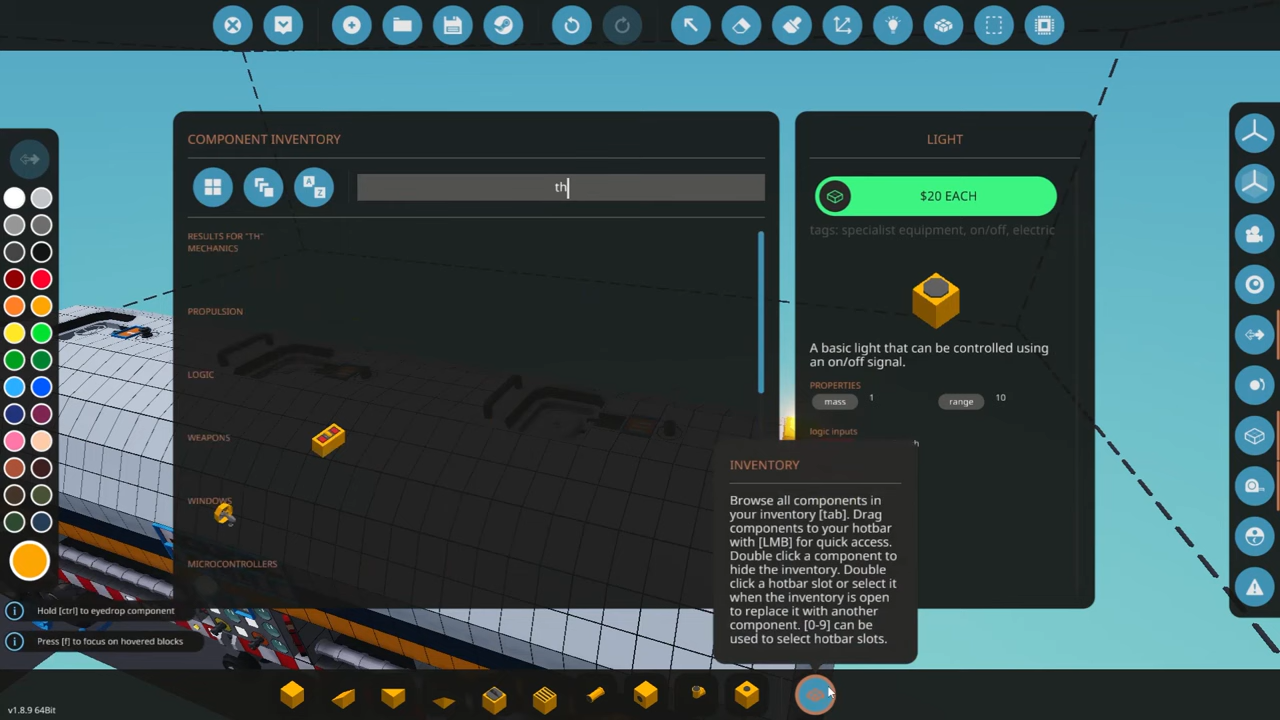 COMPONENT INVENTORY
th
RESULTS FOR "TH"
MECHANICS
PROPULSION
LOGIC
WEAPONS
WINDOWS
MICROCONTROLLERS
LIGHT
$20 EACH
tags: specialist equipment, on/off, electric
A basic light that can be controlled using
an on/off signal.
PROPERTIES
mass 1 range 10
logic inputs
INVENTORY
Browse all components in
your inventory [tab]. Drag
components to your hotbar
with [LMB] for quick access.
Double click a component to
hide the inventory. Double
click a hotbar slot or select it
when the inventory is open
to replace it with another
component. [0-9] can be
used to select hotbar slots.
Hold [ctrl] to eyedrop component
Press [f] to focus on hovered blocks
v1.8.9 64Bit